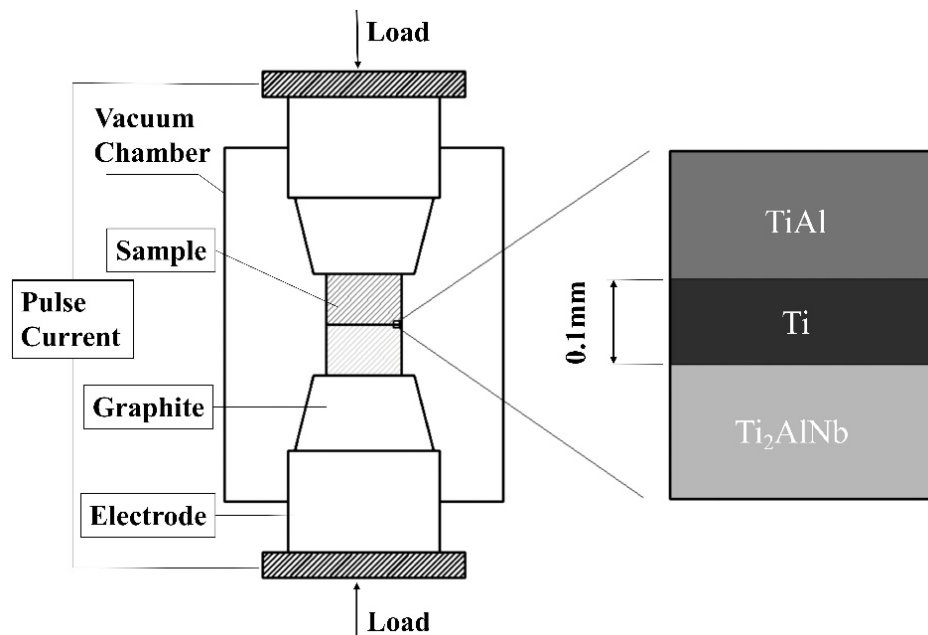 Load
Vacuum
Chamber
Sample
Pulse
Current
Graphite
Electrode
Load
TiAl
0.1mm
Ti
Ti₂AlNb